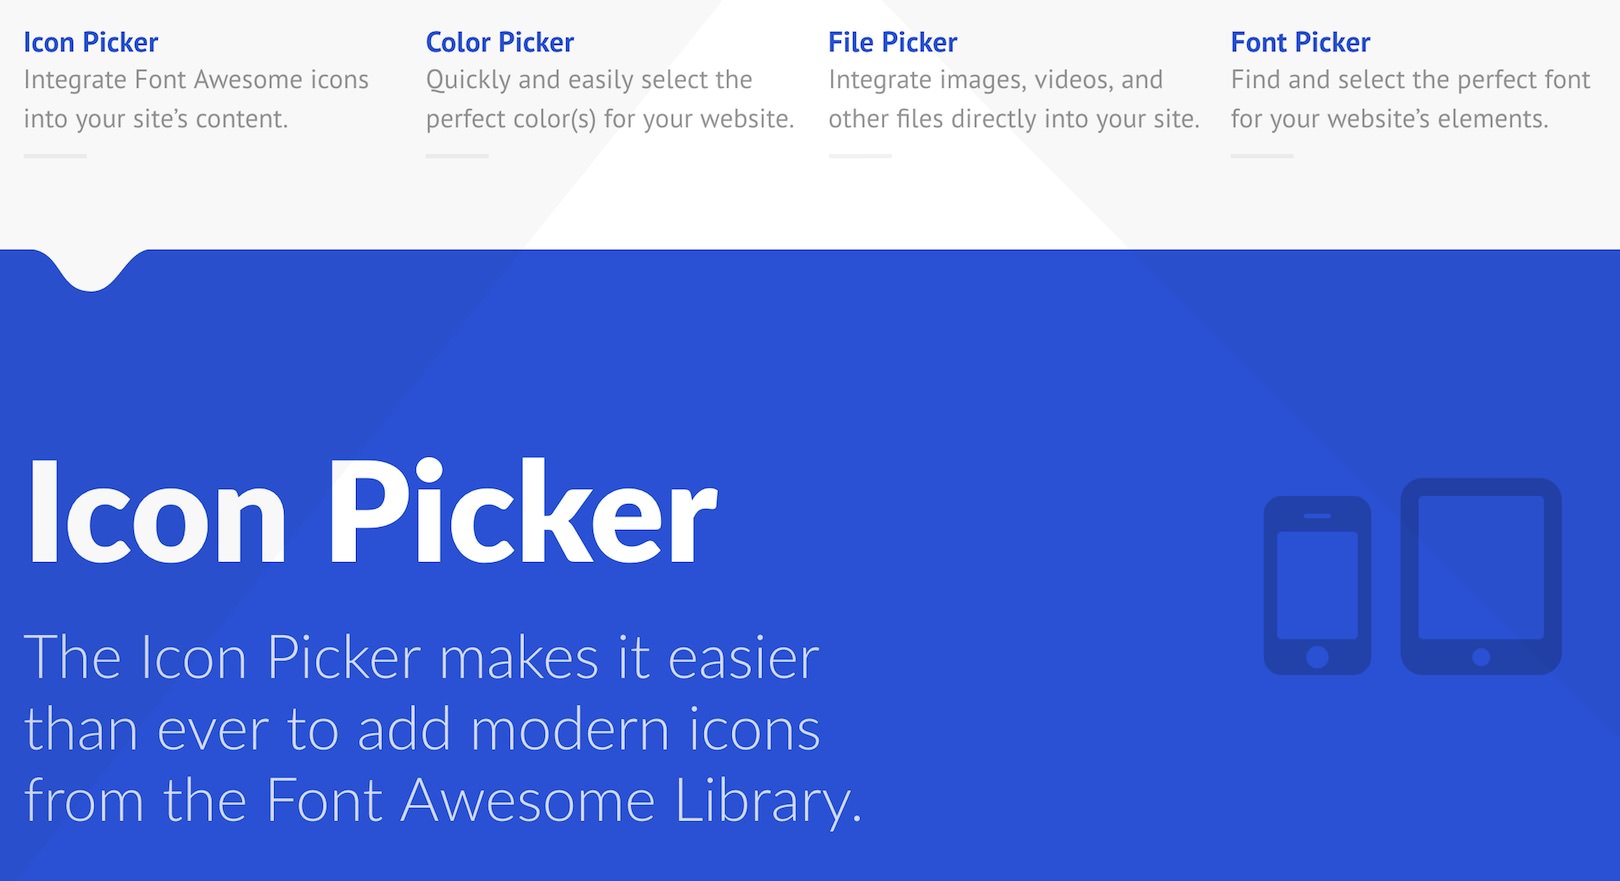 Icon Picker
Integrate Font Awesome icons
into your site’s content.
Color Picker
Quickly and easily select the
perfect color(s) for your website.
File Picker
Integrate images, videos, and
other files directly into your site.
Font Picker
Find and select the perfect font
for your website’s elements.
Icon Picker
The Icon Picker makes it easier
than ever to add modern icons
from the Font Awesome Library.